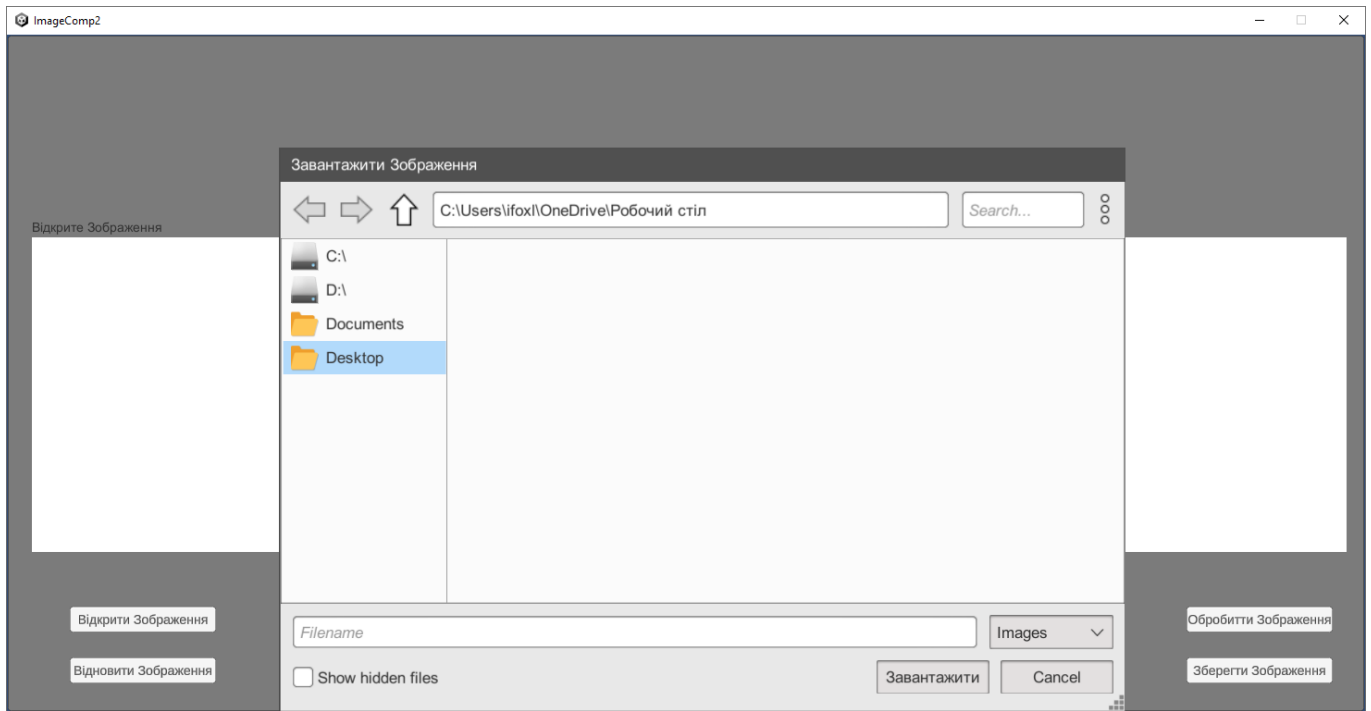 ImageComp2
Завантажити Зображення
C:\Users\ifoxl\OneDrive\Робочий стіл
Search...
Відкрите Зображення
C:\
D:\
Documents
Desktop
Відкрити Зображення
Обробитти Зображення
Filename
Images
Відновити Зображення
Show hidden files
Завантажити
Cancel
Зберегти Зображення